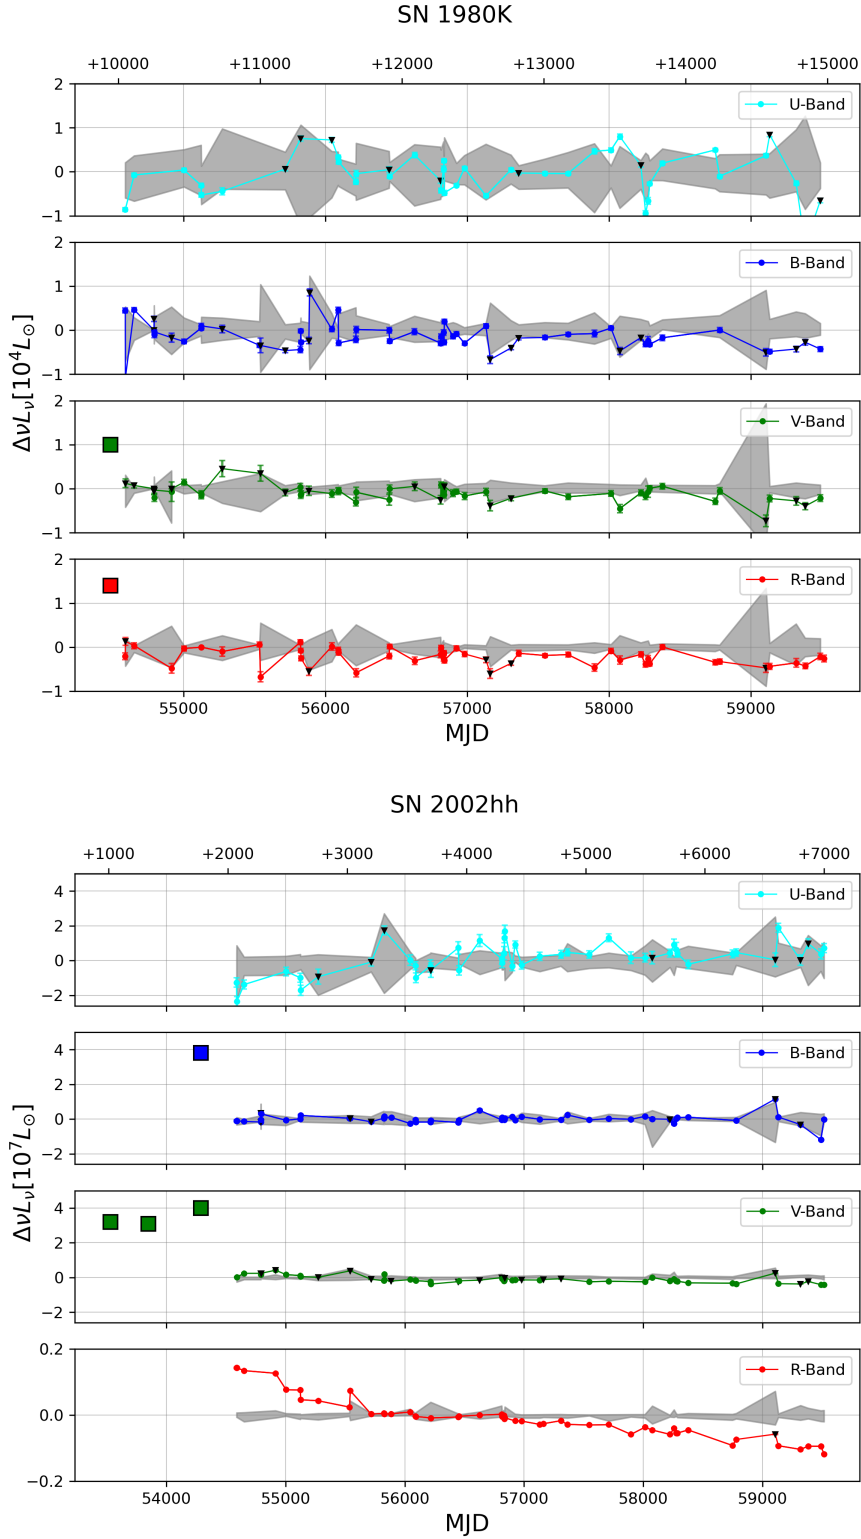 SN 1980K
+10000 +11000 +12000 +13000 +14000 +15000
2
1
0
−1
U-Band
2
1
0
−1
B-Band
ΔνLν[10⁴L⊙]
2
1
0
−1
V-Band
2
1
0
−1
R-Band
55000 56000 57000 58000 59000
MJD
SN 2002hh
+1000 +2000 +3000 +4000 +5000 +6000 +7000
4
2
0
−2
U-Band
4
2
0
−2
B-Band
ΔνLν[10⁷L⊙]
4
2
0
−2
V-Band
0.2
0.0
−0.2
R-Band
54000 55000 56000 57000 58000 59000
MJD